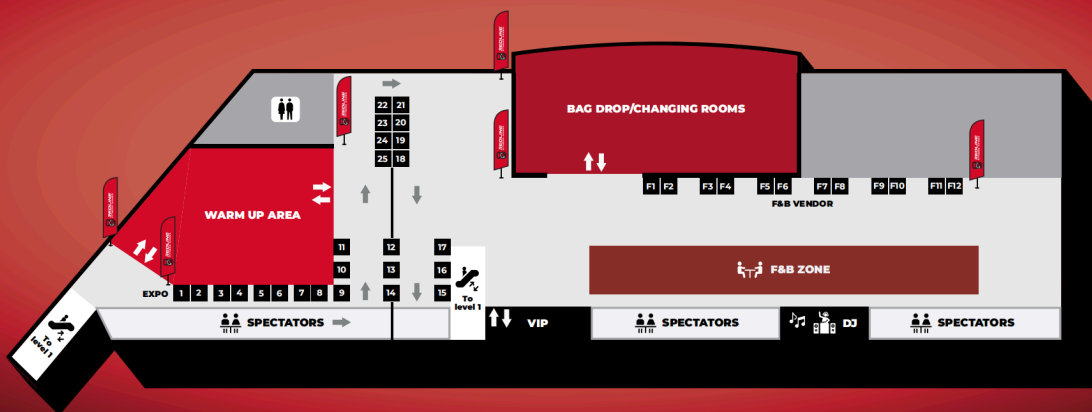 22 21
23 20
24 19
25 18
BAG DROP/CHANGING ROOMS
WARM UP AREA
F1 F2 F3 F4 F5 F6 F7 F8 F9 F10 F11 F12
F&B VENDOR
11 12 17
10 13 16
F&B ZONE
EXPO 1 2 3 4 5 6 7 8 9 14 15
To
level 1
To
level 1
SPECTATORS
VIP
SPECTATORS
DJ
SPECTATORS